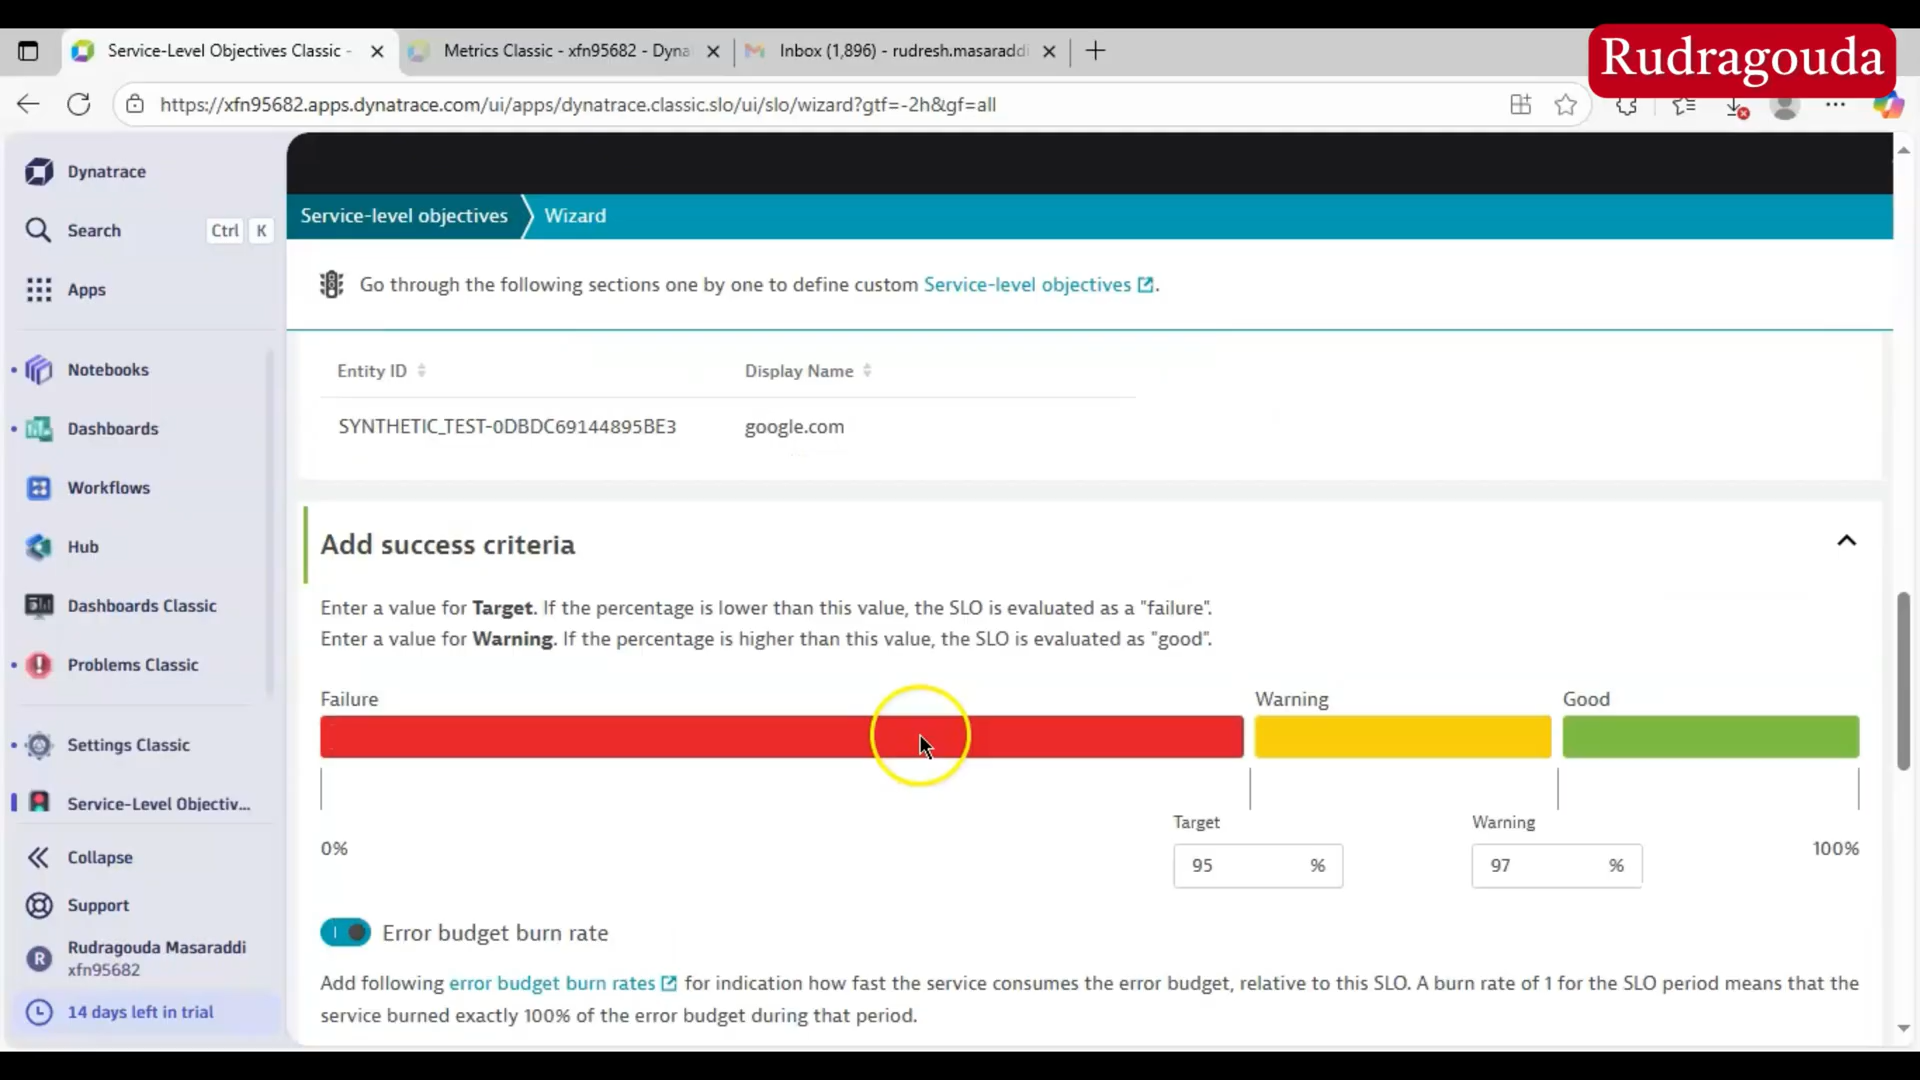 Service-Level Objectives Classic -
Metrics Classic - xfn95682 - Dyna
Inbox (1,896) - rudresh.masaraddi
Rudragouda
https://xfn95682.apps.dynatrace.com/ui/apps/dynatrace.classic.slo/ui/slo/wizard?gtf=-2h&gf=all
Dynatrace
Search Ctrl K
Apps
Notebooks
Dashboards
Workflows
Hub
Dashboards Classic
Problems Classic
Settings Classic
Service-Level Objectiv...
Collapse
Support
R
Rudragouda Masaraddi
xfn95682
14 days left in trial
Service-level objectives Wizard
Go through the following sections one by one to define custom Service-level objectives.
Entity ID Display Name
SYNTHETIC_TEST-0DBDC69144895BE3 google.com
Add success criteria
Enter a value for Target. If the percentage is lower than this value, the SLO is evaluated as a "failure".
Enter a value for Warning. If the percentage is higher than this value, the SLO is evaluated as "good".
Failure Warning Good
Target Warning
0% 95 % 97 % 100%
Error budget burn rate
Add following error budget burn rates for indication how fast the service consumes the error budget, relative to this SLO. A burn rate of 1 for the SLO period means that the
service burned exactly 100% of the error budget during that period.